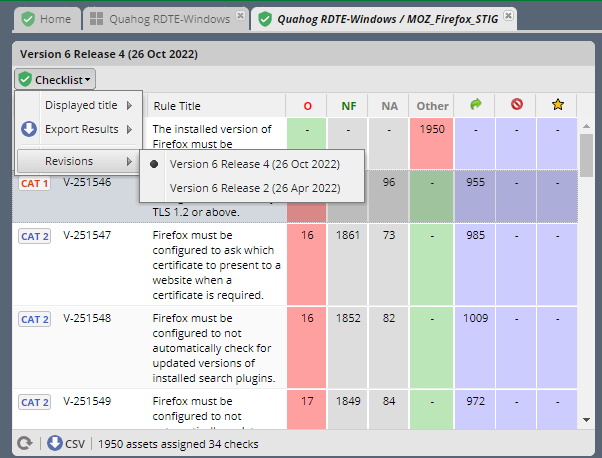 Home
Quahog RDTE-Windows
Quahog RDTE-Windows / MOZ_Firefox_STIG
Version 6 Release 4 (26 Oct 2022)
Checklist
Displayed title
Export Results
Revisions
Version 6 Release 4 (26 Oct 2022)
Version 6 Release 2 (26 Apr 2022)
Rule Title O NF NA Other
The installed version of - - - 1950 - - -
Firefox must be
CAT 1 V-251546 96 - 955 - -
TLS 1.2 or above.
CAT 2 V-251547 Firefox must be 16 1861 73 - 985 - -
configured to ask which
certificate to present to a
website when a
certificate is required.
CAT 2 V-251548 Firefox must be 16 1852 82 - 1009 - -
configured to not
automatically check for
updated versions of
installed search plugins.
CAT 2 V-251549 Firefox must be 17 1849 84 - 972 - -
configured to not
CSV 1950 assets assigned 34 checks